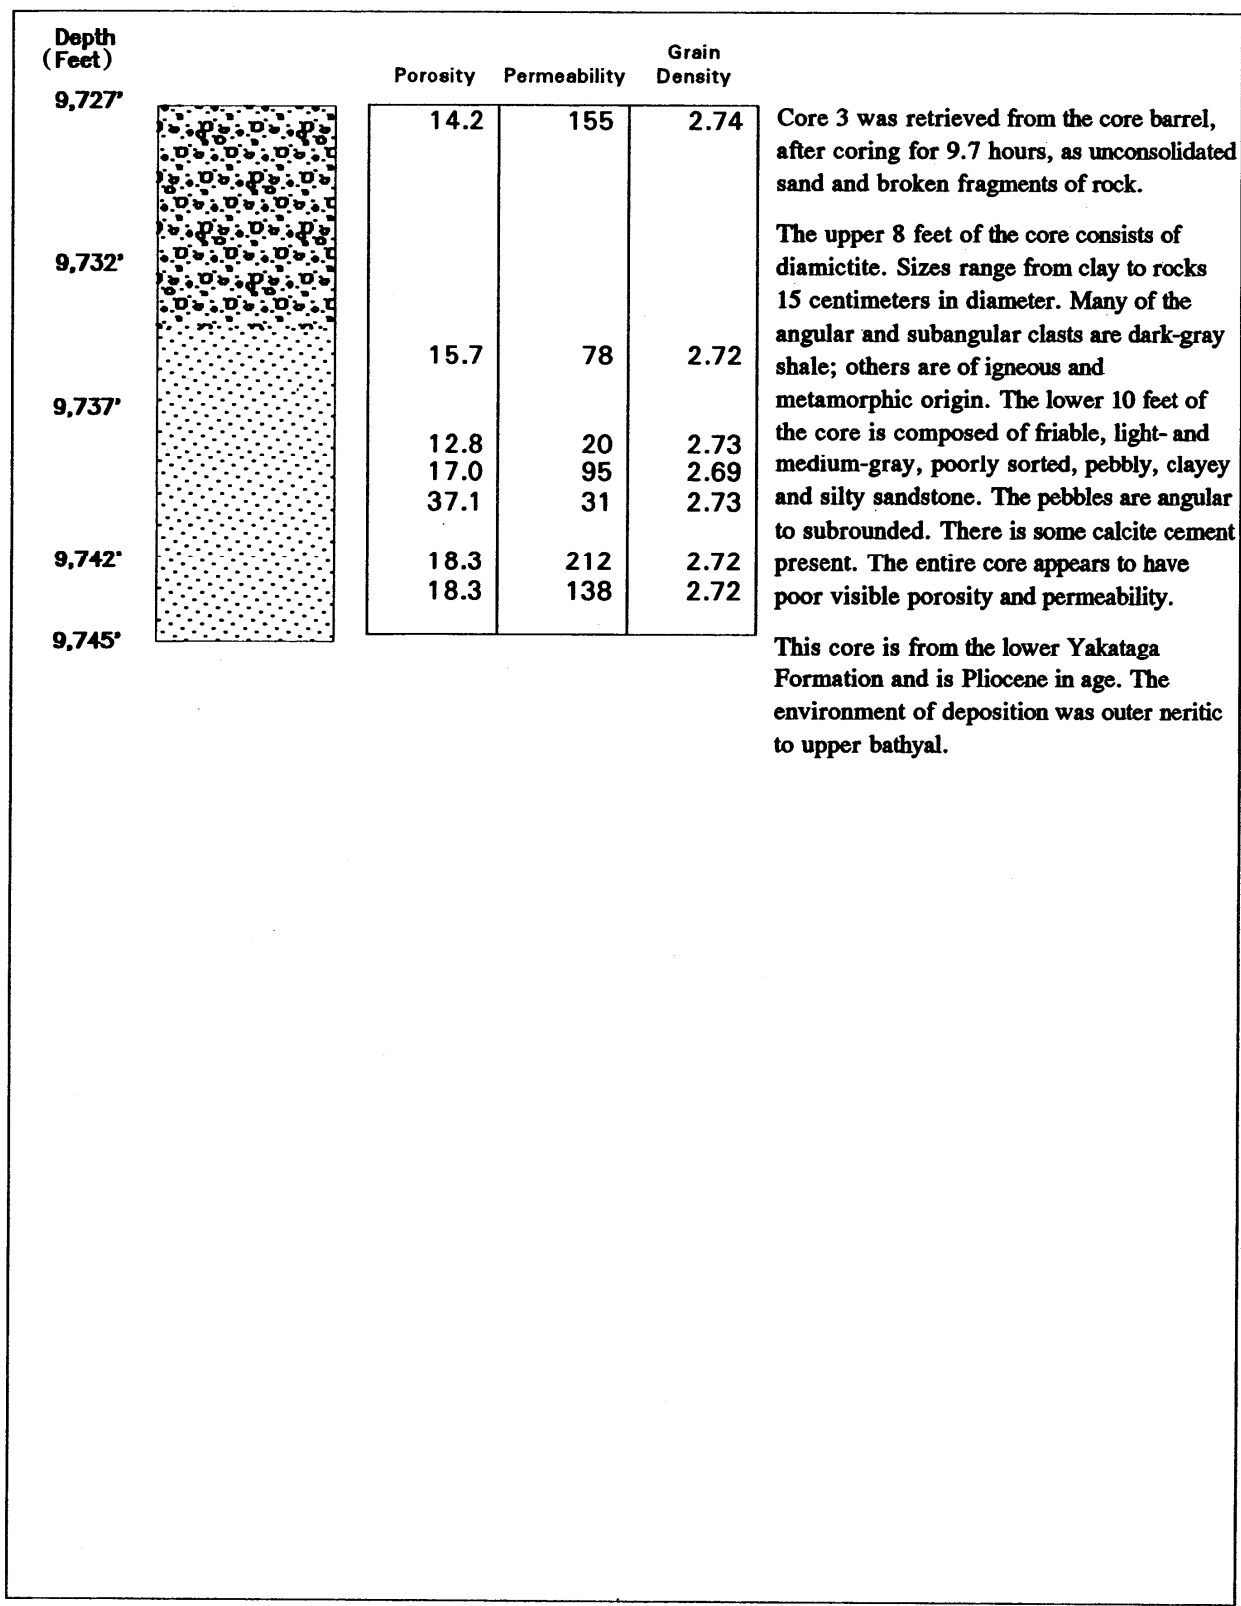 Depth
(Feet)
Porosity Permeability Grain Density
9,727'
14.2 155 2.74
9,732'
15.7 78 2.72
9,737'
12.8 20 2.73
17.0 95 2.69
37.1 31 2.73
9,742'
18.3 212 2.72
18.3 138 2.72
9,745'
Core 3 was retrieved from the core barrel,
after coring for 9.7 hours, as unconsolidated
sand and broken fragments of rock.
The upper 8 feet of the core consists of
diamictite. Sizes range from clay to rocks
15 centimeters in diameter. Many of the
angular and subangular clasts are dark-gray
shale; others are of igneous and
metamorphic origin. The lower 10 feet of
the core is composed of friable, light- and
medium-gray, poorly sorted, pebbly, clayey
and silty sandstone. The pebbles are angular
to subrounded. There is some calcite cement
present. The entire core appears to have
poor visible porosity and permeability.
This core is from the lower Yakataga
Formation and is Pliocene in age. The
environment of deposition was outer neritic
to upper bathyal.